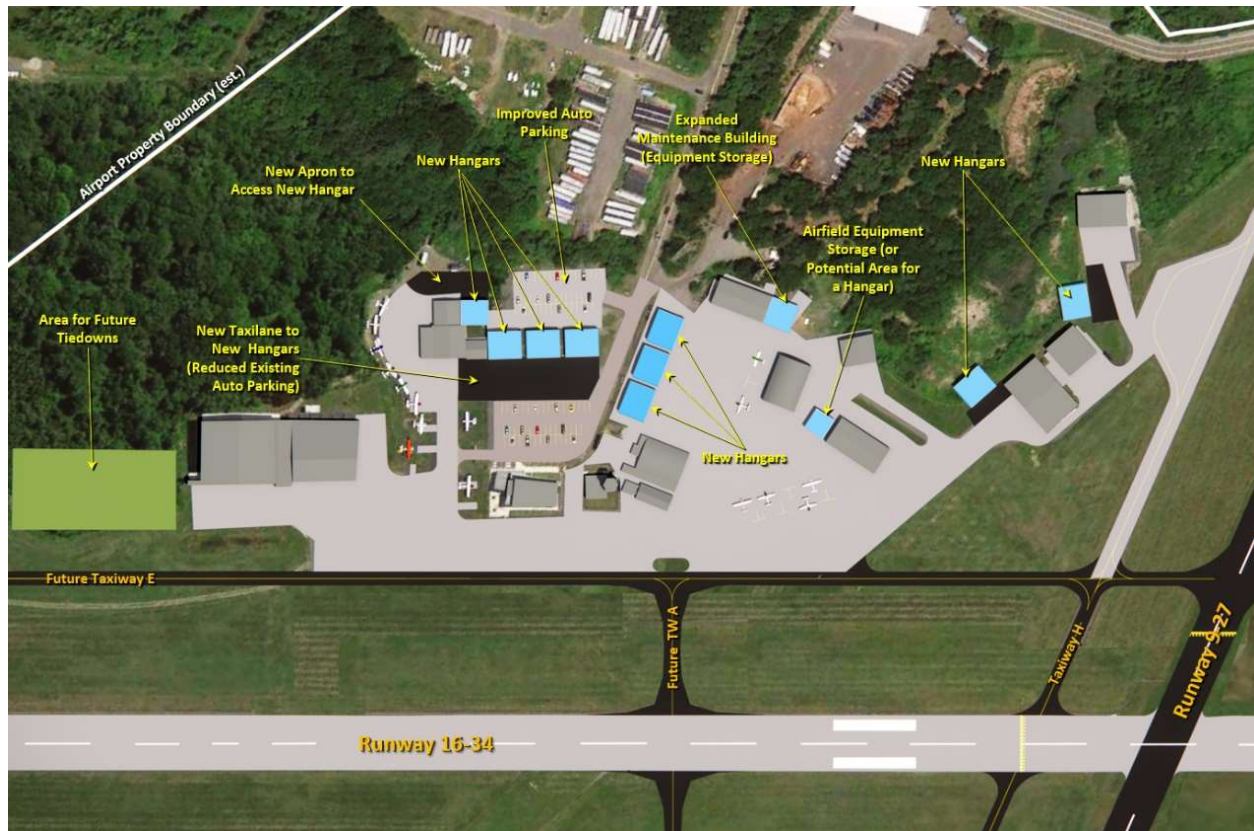 Airport Property Boundary (est.)
Improved Auto
Parking
Expanded
Maintenance Building
(Equipment Storage)
New Apron to
Access New Hangar
New Hangars
New Hangars
Airfield Equipment
Storage (or
Potential Area for
a Hangar)
Area for Future
Tiedowns
New Taxilane to
New Hangars
(Reduced Existing
Auto Parking)
New Hangars
Future Taxiway E
Future TW A
Taxiway H
Runway 9-27
Runway 16-34